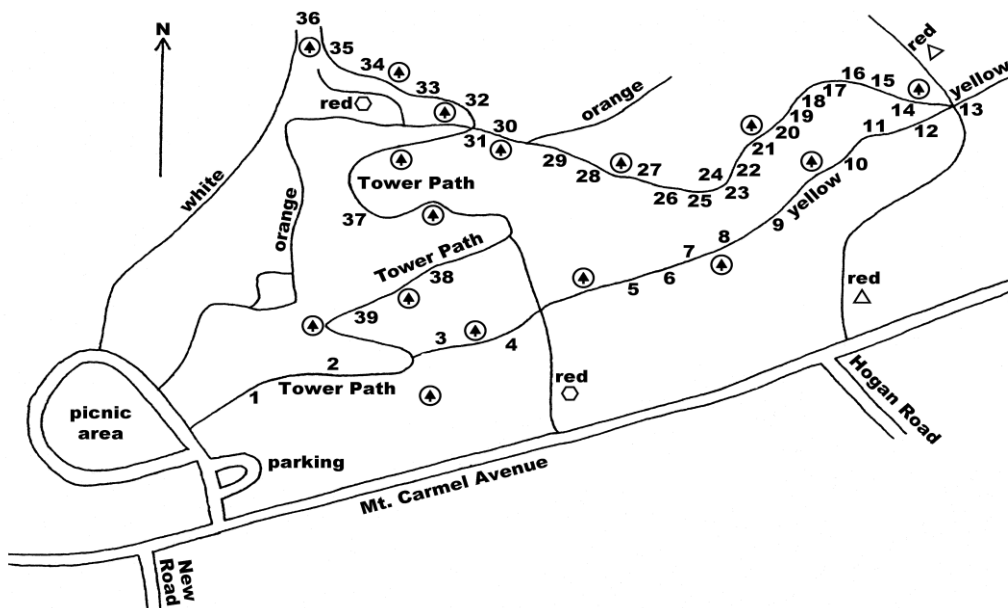 36
N
35
34
33
32
red
31
30
orange
29
28
27
26
25
24
23
22
21
20
19
18
17
16
15
14
red
yellow
13
12
11
10
yellow
9
8
7
6
5
white
orange
Tower Path
37
Tower Path
38
39
3
4
2
Tower Path
1
red
red
Hogan Road
picnic
area
parking
Mt. Carmel Avenue
New
Road